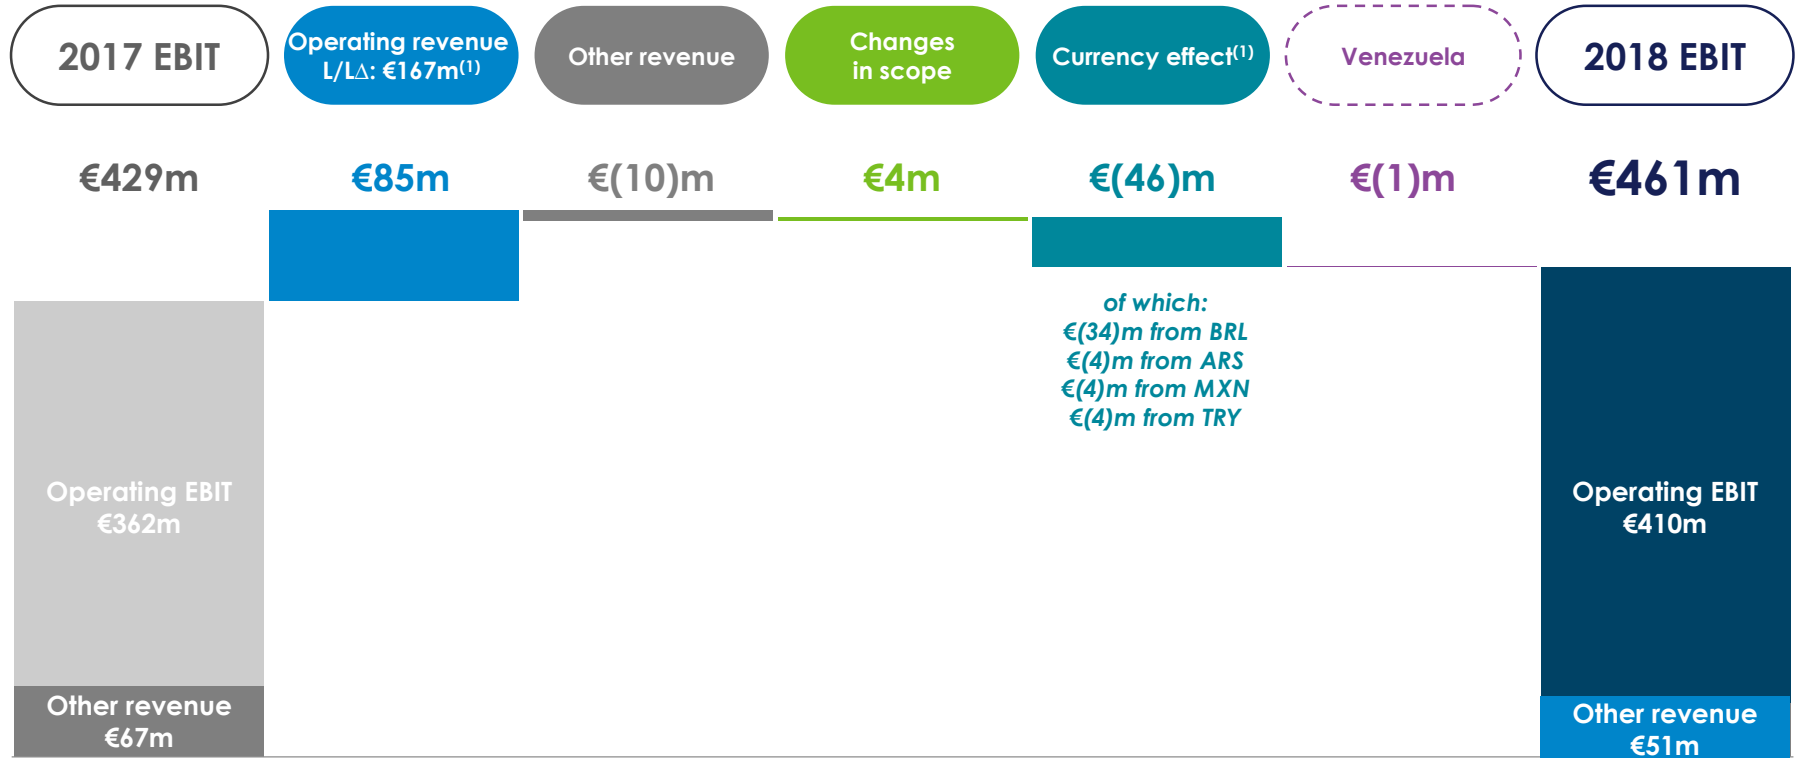 2017 EBIT
Operating revenue
L/L∆: €167m(1)
Other revenue
Changes
in scope
Currency effect(1)
Venezuela
2018 EBIT
€429m
€85m
€(10)m
€4m
€(46)m
€(1)m
€461m
of which:
€(34)m from BRL
€(4)m from ARS
€(4)m from MXN
€(4)m from TRY
Operating EBIT
€362m
Other revenue
€67m
Operating EBIT
€410m
Other revenue
€51m